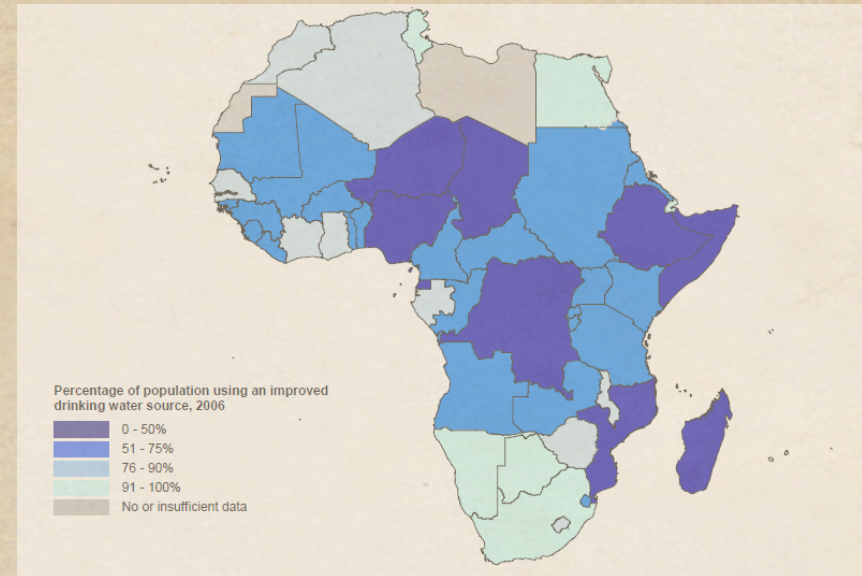 Percentage of population using an improved
drinking water source, 2006
0 - 50%
51 - 75%
76 - 90%
91 - 100%
No or insufficient data